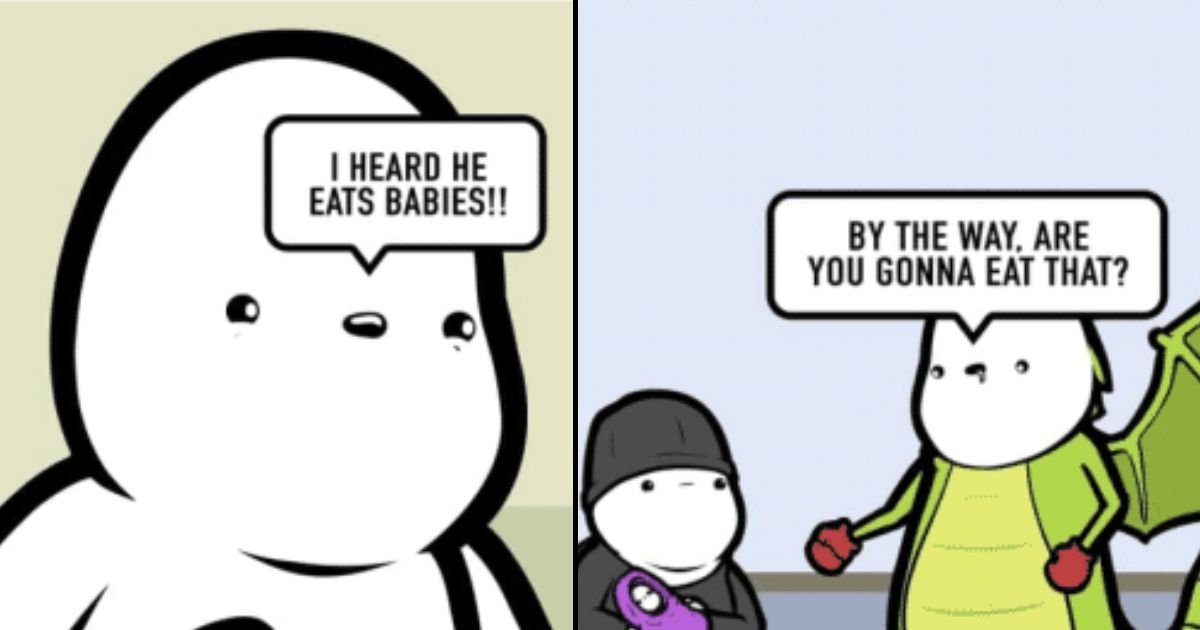 I HEARD HE
EATS BABIES!!
BY THE WAY, ARE
YOU GONNA EAT THAT?